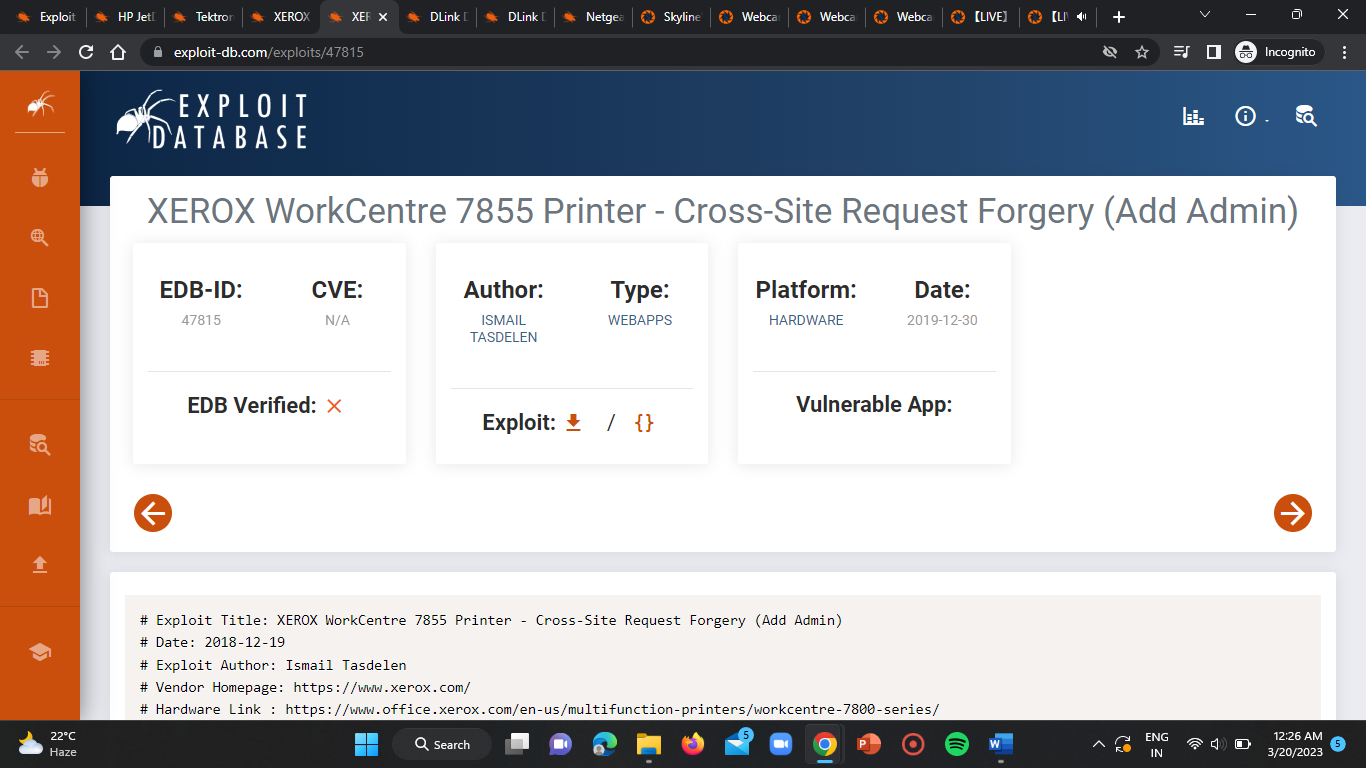 Exploit
HP JetD
Tektron
XEROX
XER
DLink D
DLink D
Netgea
Skyline
Webca
Webca
Webca
【LIVE】
【LIV
exploit-db.com/exploits/47815
Incognito
EXPLOIT
DATABASE
XEROX WorkCentre 7855 Printer - Cross-Site Request Forgery (Add Admin)
EDB-ID:
47815
CVE:
N/A
EDB Verified:
Author:
ISMAIL
TASDELEN
Type:
WEBAPPS
Exploit: / {}
Platform:
HARDWARE
Date:
2019-12-30
Vulnerable App:
# Exploit Title: XEROX WorkCentre 7855 Printer - Cross-Site Request Forgery (Add Admin)
# Date: 2018-12-19
# Exploit Author: Ismail Tasdelen
# Vendor Homepage: https://www.xerox.com/
# Hardware Link : https://www.office.xerox.com/en-us/multifunction-printers/workcentre-7800-series/
22°C
Haze
Search
5
ENG
IN
12:26 AM
3/20/2023
5